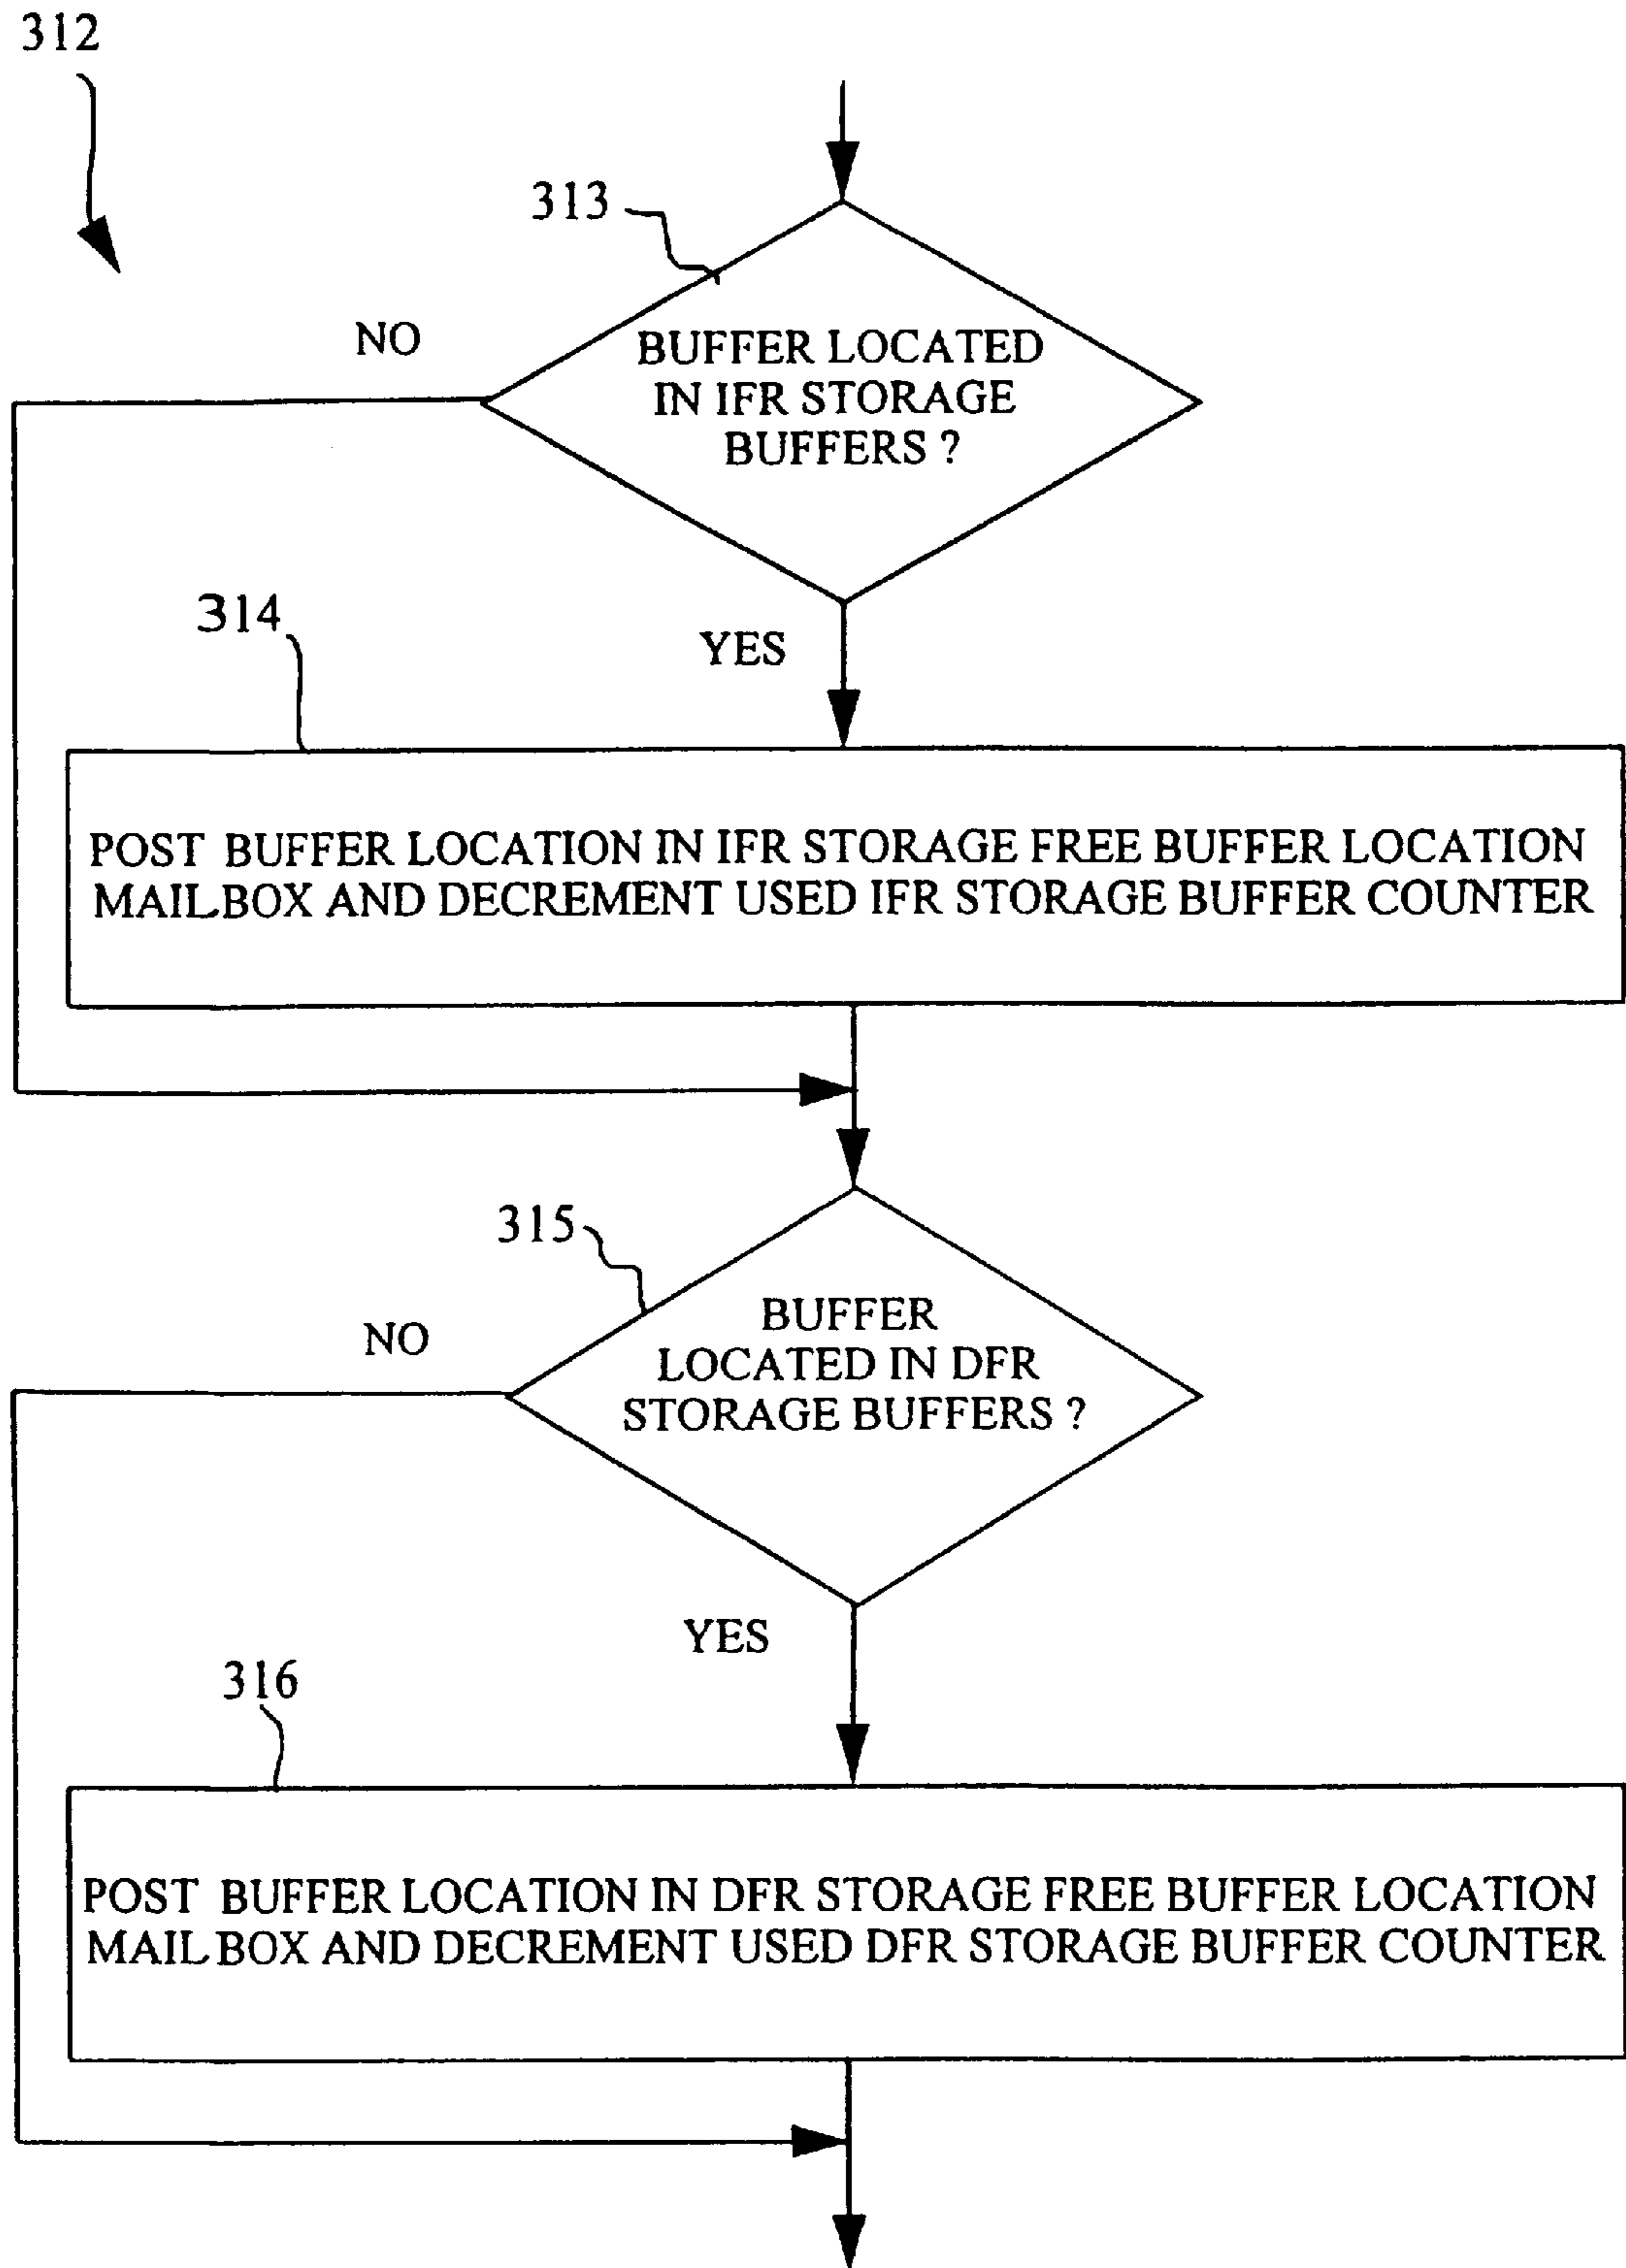 312
313
NO
BUFFER LOCATED
IN IFR STORAGE
BUFFERS ?
314
YES
POST BUFFER LOCATION IN IFR STORAGE FREE BUFFER LOCATION
MAILBOX AND DECREMENT USED IFR STORAGE BUFFER COUNTER
315
NO
BUFFER
LOCATED IN DFR
STORAGE BUFFERS ?
YES
316
POST BUFFER LOCATION IN DFR STORAGE FREE BUFFER LOCATION
MAILBOX AND DECREMENT USED DFR STORAGE BUFFER COUNTER